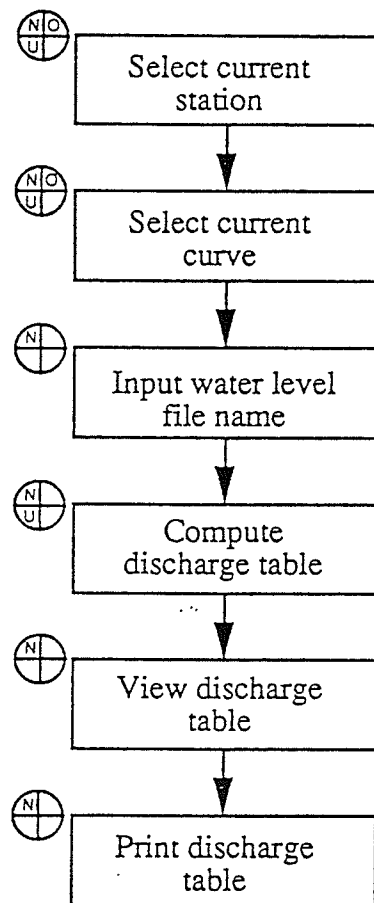 N O
U
Select current
station
N O
U
Select current
curve
N
Input water level
file name
N
U
Compute
discharge table
N
View discharge
table
N
Print discharge
table